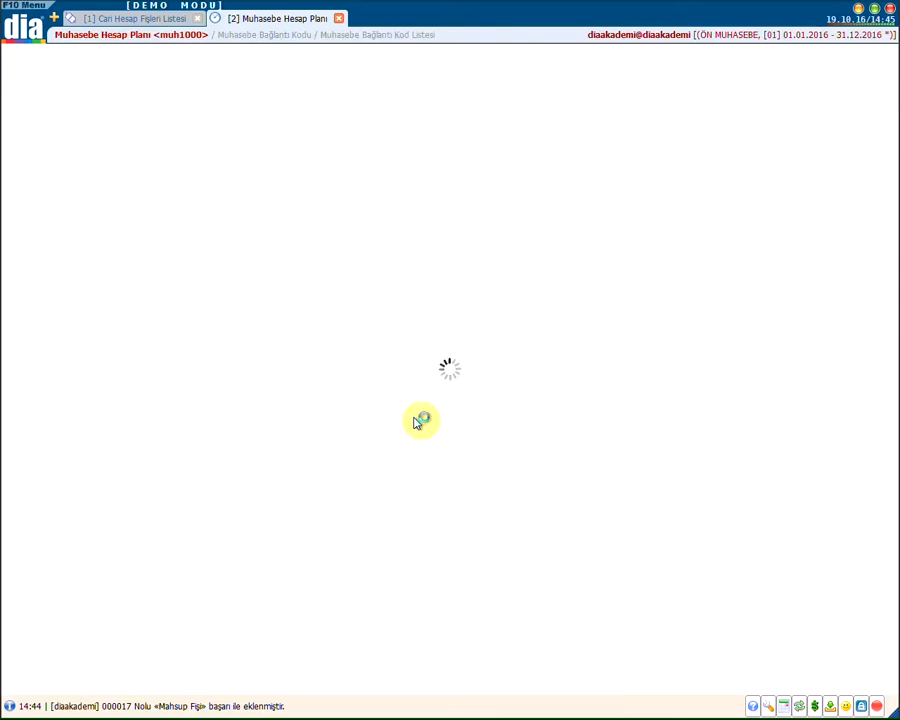 F10 Menu
[DEMO MODU]
dia
[1] Cari Hesap Fişleri Listesi
[2] Muhasebe Hesap Planı
19.10.16/14:45
Muhasebe Hesap Planı <muh1000> / Muhasebe Bağlantı Kodu / Muhasebe Bağlantı Kod Listesi
diaakademi@diaakademi [(ÖN MUHASEBE, [01] 01.01.2016 - 31.12.2016 ")]
14:44 | [diaakademi] 000017 Nolu «Mahsup Fişi» başarı ile eklenmiştir.